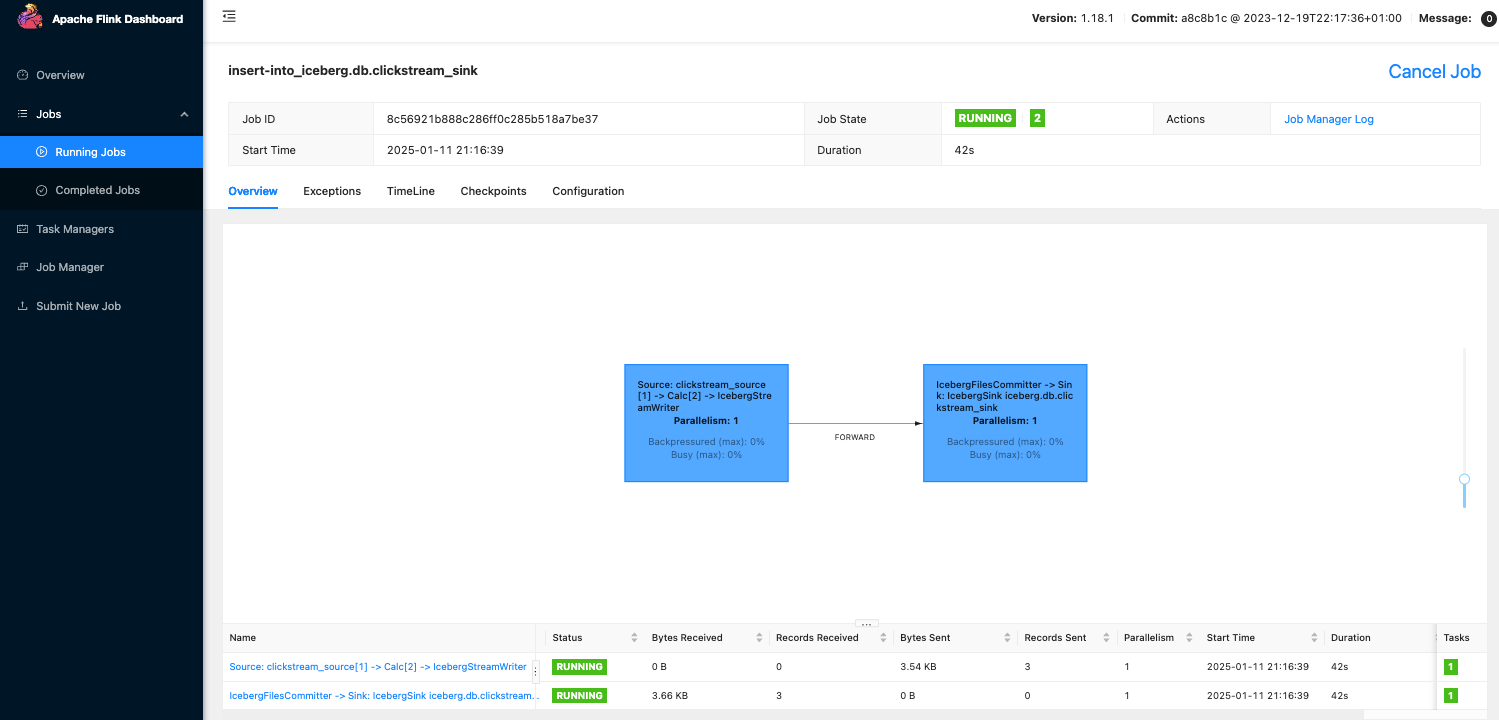 Apache Flink Dashboard
Version: 1.18.1 Commit: a8c8b1c @ 2023-12-19T22:17:36+01:00 Message: 0
Overview
Jobs
Running Jobs
Completed Jobs
Task Managers
Job Manager
Submit New Job
insert-into_iceberg.db.clickstream_sink
Cancel Job
Job ID 8c56921b888c286ff0c285b518a7be37 Job State RUNNING 2 Actions Job Manager Log
Start Time 2025-01-11 21:16:39 Duration 42s
Overview Exceptions TimeLine Checkpoints Configuration
Source: clickstream_source
[1] -> Calc[2] -> IcebergStre
amWriter
Parallelism: 1
Backpressured (max): 0%
Busy (max): 0%
FORWARD
IcebergFilesCommitter -> Sin
k: IcebergSink iceberg.db.clic
kstream_sink
Parallelism: 1
Backpressured (max): 0%
Busy (max): 0%
Name Status Bytes Received Records Received Bytes Sent Records Sent Parallelism Start Time Duration Tasks
Source: clickstream_source[1] -> Calc[2] -> IcebergStreamWriter RUNNING 0 B 0 3.54 KB 3 1 2025-01-11 21:16:39 42s 1
IcebergFilesCommitter -> Sink: IcebergSink iceberg.db.clickstream... RUNNING 3.66 KB 3 0 B 0 1 2025-01-11 21:16:39 42s 1